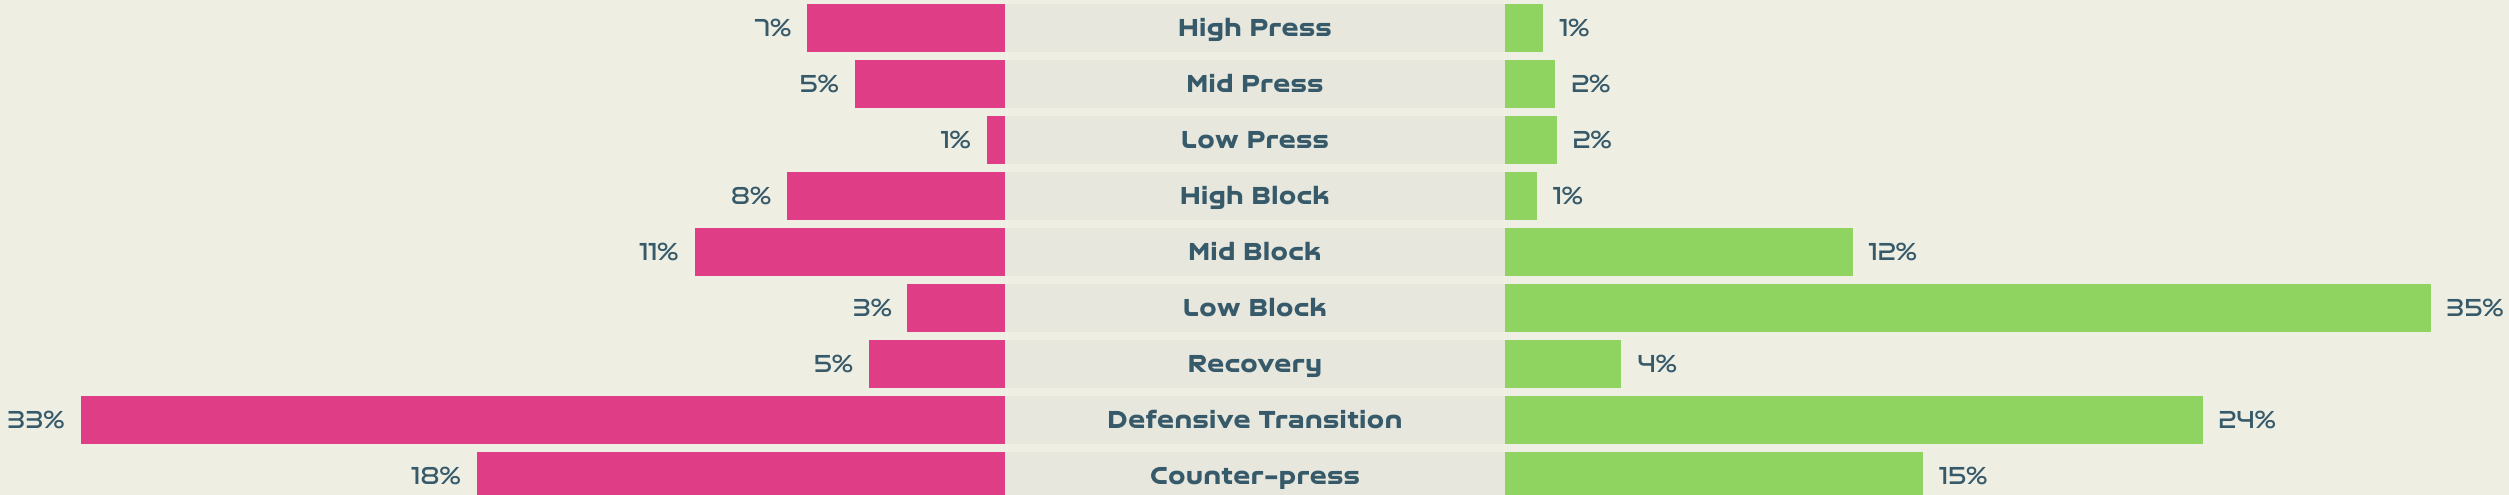 7% High Press 1%
5% Mid Press 2%
1% Low Press 2%
8% High Block 1%
11% Mid Block 12%
3% Low Block 35%
5% Recovery 4%
33% Defensive Transition 24%
18% Counter-press 15%